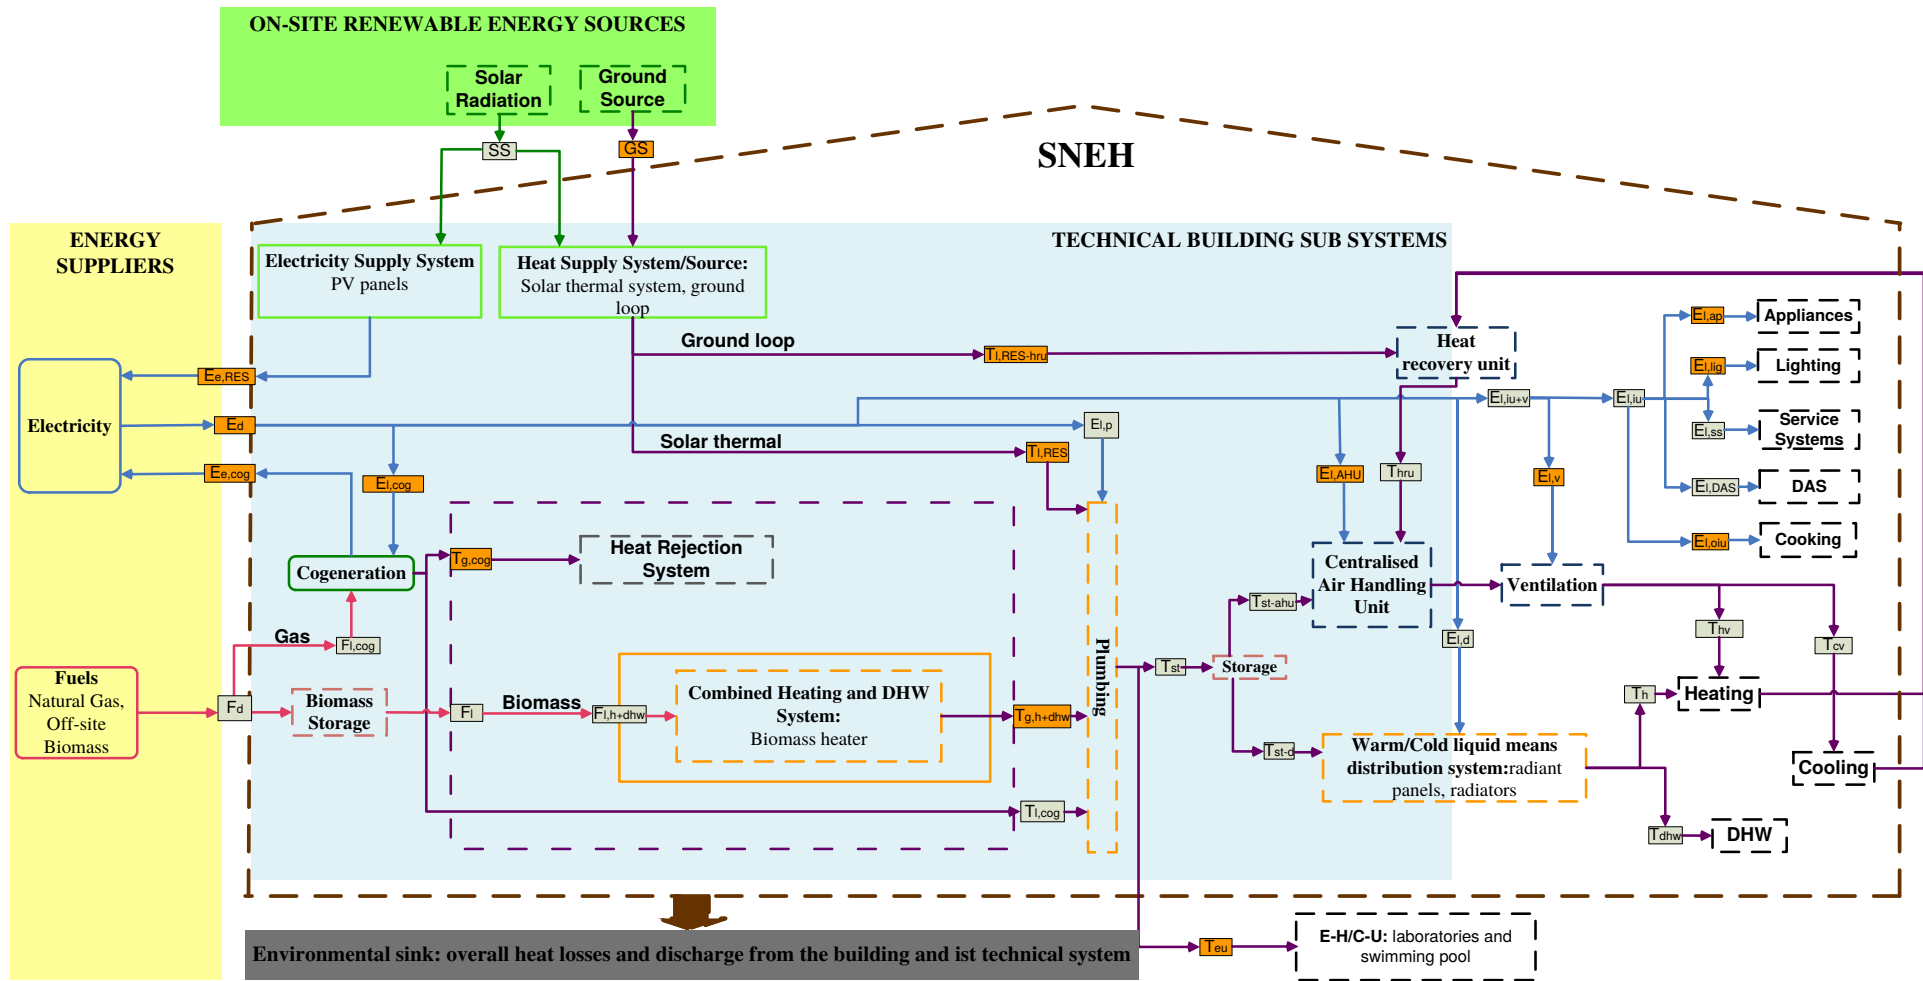 ON-SITE RENEWABLE ENERGY SOURCES
Solar
Radiation
Ground
Source
SS
GS
SNEH
ENERGY
SUPPLIERS
TECHNICAL BUILDING SUB SYSTEMS
Electricity Supply System
PV panels
Heat Supply System/Source:
Solar thermal system, ground
loop
Ground loop
Tl,RES-hru
Heat
recovery unit
El,ap
Appliances
El,lig
Lighting
Ee,RES
Electricity
Ed
El,p
El,iu+v
El,iu
El,ss
Service
Systems
Solar thermal
Tl,RES
Ee,cog
El,cog
El,AHU
Thru
El,v
El,DAS
DAS
El,oiu
Cooking
Tg,cog
Heat Rejection
System
Cogeneration
Centralised
Air Handling
Unit
Ventilation
Tst-ahu
Gas
Fl,cog
El,d
Thv
Tcv
Plumbing
Tst
Storage
Fuels
Natural Gas,
Off-site
Biomass
Fd
Biomass
Storage
Fl
Biomass
Fl,h+dhw
Combined Heating and DHW
System:
Biomass heater
Tg,h+dhw
Th
Heating
Tst-d
Warm/Cold liquid means
distribution system:radiant
panels, radiators
Cooling
Tl,cog
Tdhw
DHW
Environmental sink: overall heat losses and discharge from the building and ist technical system
Teu
E-H/C-U: laboratories and
swimming pool